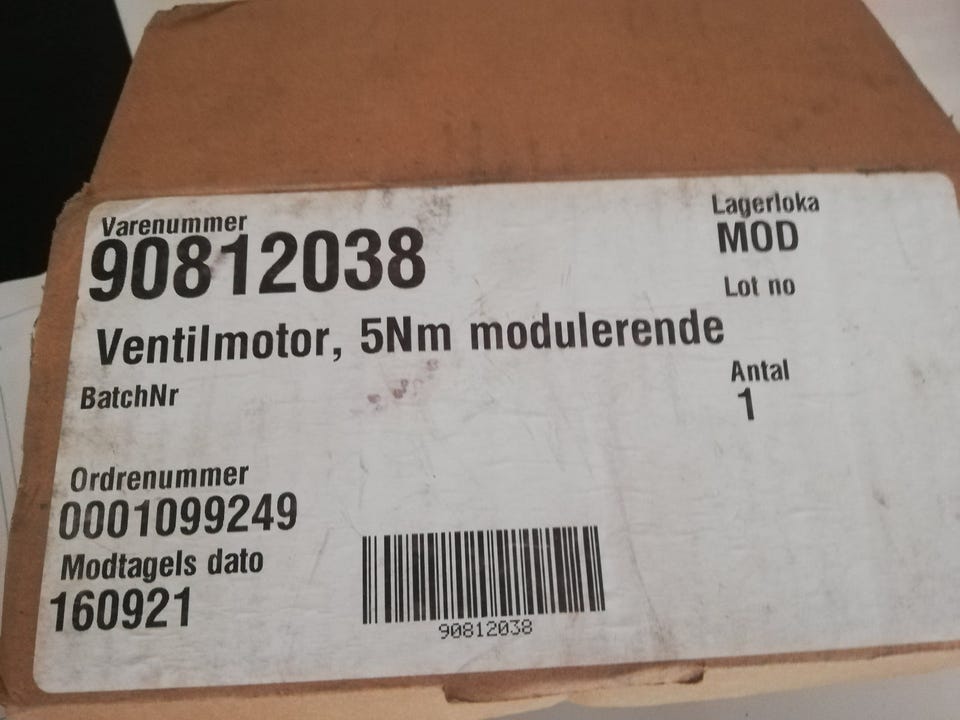 Varenummer
90812038
Lagerloka
MOD
Lot no
Ventilmotor, 5Nm modulerende
BatchNr
Antal
1
Ordrenummer
0001099249
Modtagels dato
160921
90812038